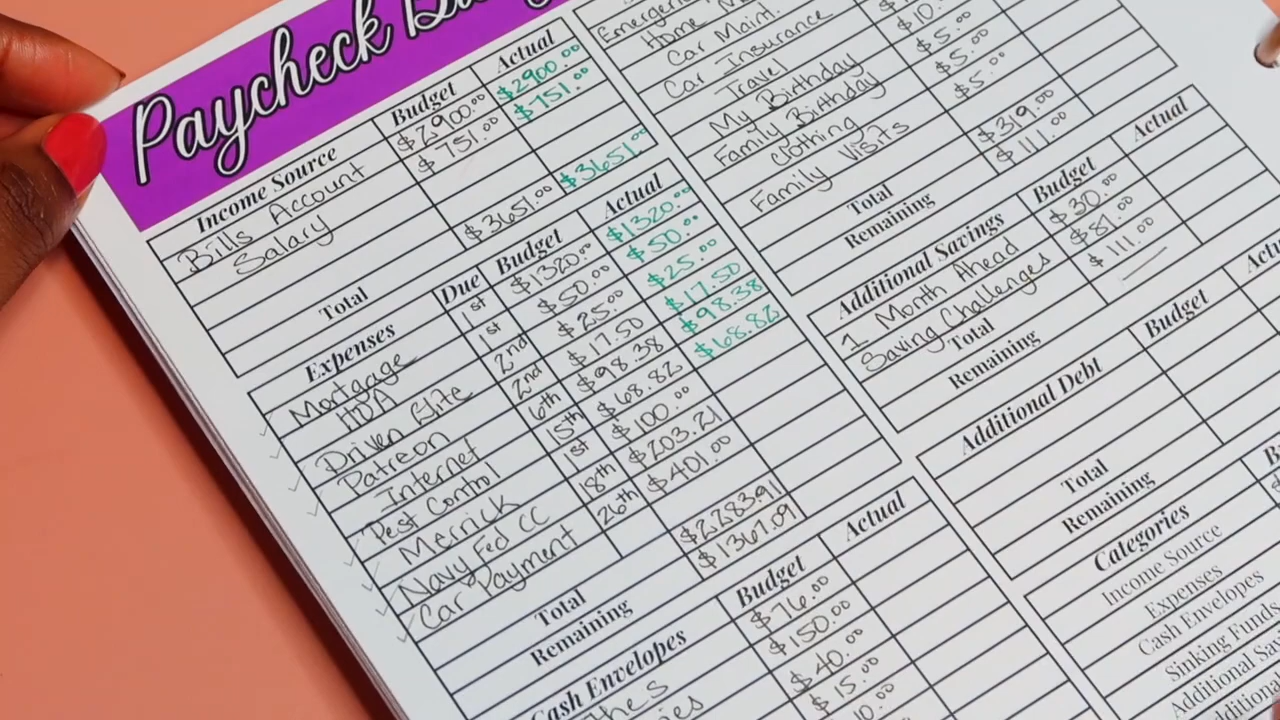 Paycheck
Income Source Budget Actual
Bills Account $2900.00 $2900.00
Salary $751.00 $751.00
Total $3651.00 $3651.00
Expenses Due Budget Actual
Mortgage 1st $1320.00 $1320.00
HOA 1st $50.00 $50.00
Driven Elite 2nd $25.00 $25.00
Patreon 2nd $17.50 $17.50
Internet 6th $98.38 $98.38
Pest Control 15th $68.82 $68.82
Merrick 1st $100.00
Navy Fed CC 18th $203.21
Car Payment 26th $401.00
Total $2283.91
Remaining $1367.09
Cash Envelopes Budget Actual
$76.00
$150.00
$40.00
$15.00
Home
Car Maint.
Car Insurance
Travel
My Birthday $10.
Family Birthday $5.00
Clothing $5.00
Family Visits $5.00
Total $319.00
Remaining $111.00
Additional Savings Budget Actual
1 Month Ahead $30.00
Saving Challenges $81.00
Total $111.00
Remaining
Additional Debt Budget
Total
Remaining
Categories
Income Source
Expenses
Cash Envelopes
Sinking Funds
Additional
Additional